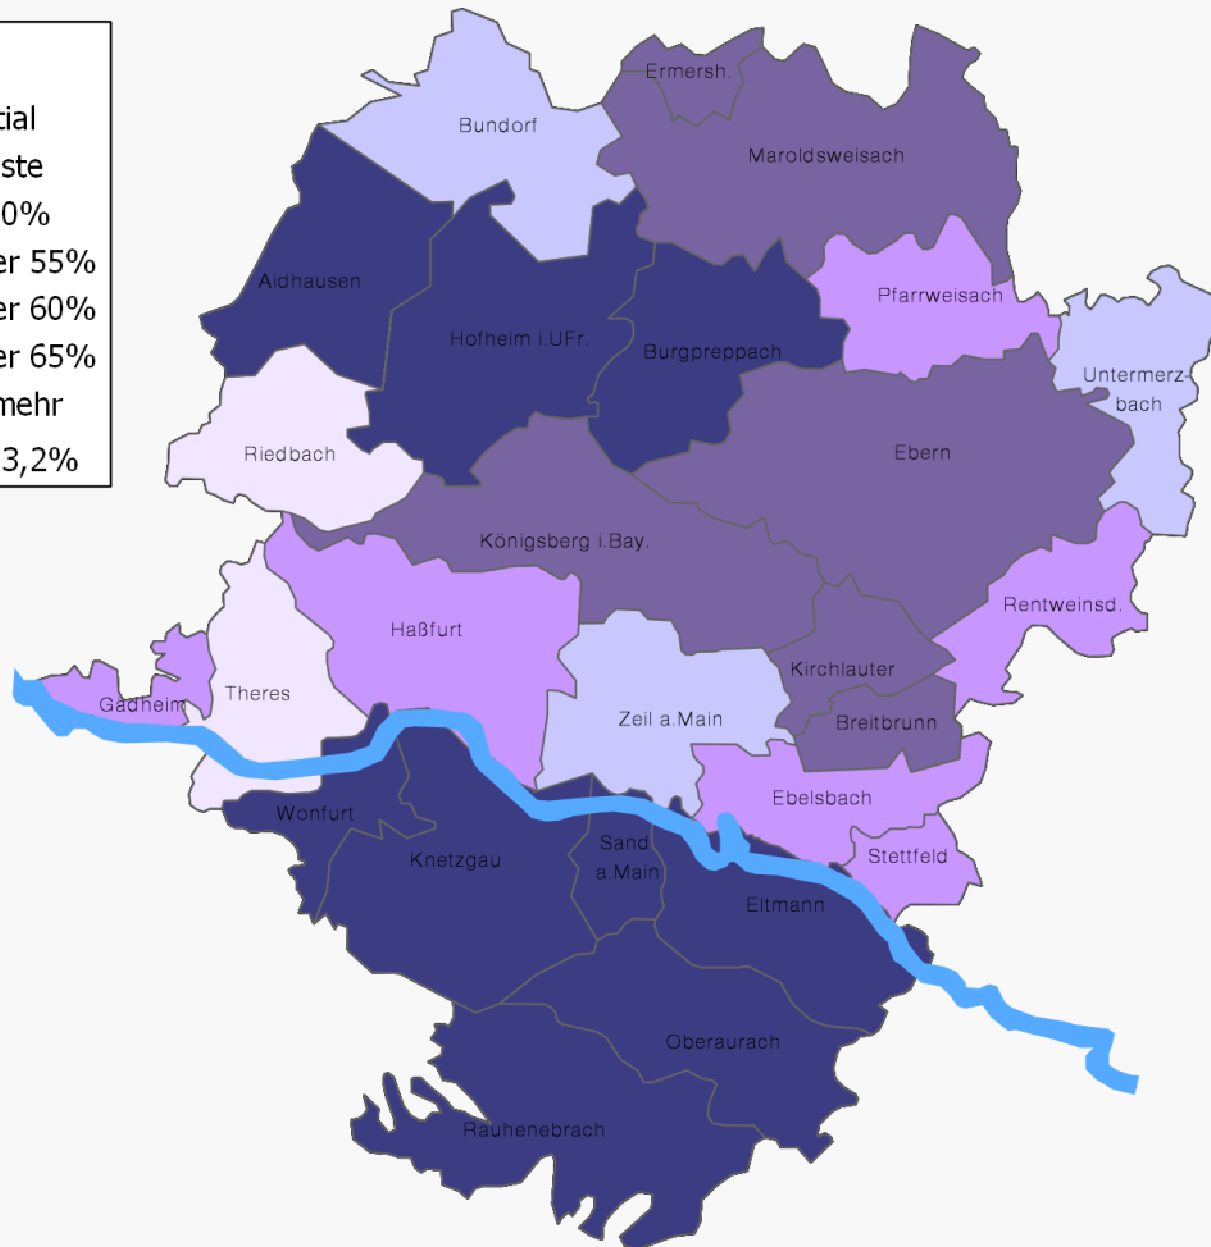 tial
ste
0%
er 55%
er 60%
er 65%
mehr
3,2%
Ermersh.
Bundorf
Maroldsweisach
Aidhausen
Pfarrweisach
Hofheim i.UFr.
Burgpreppach
Untermerz-
bach
Riedbach
Ebern
Königsberg i.Bay.
Rentweinsd.
Haßfurt
Kirchlauter
Theres
Gädheim
Zeil a.Main
Breitbrunn
Ebelsbach
Wonfurt
Sand
a.Main
Knetzgau
Stettfeld
Eltmann
Oberaurach
Rauhenebrach